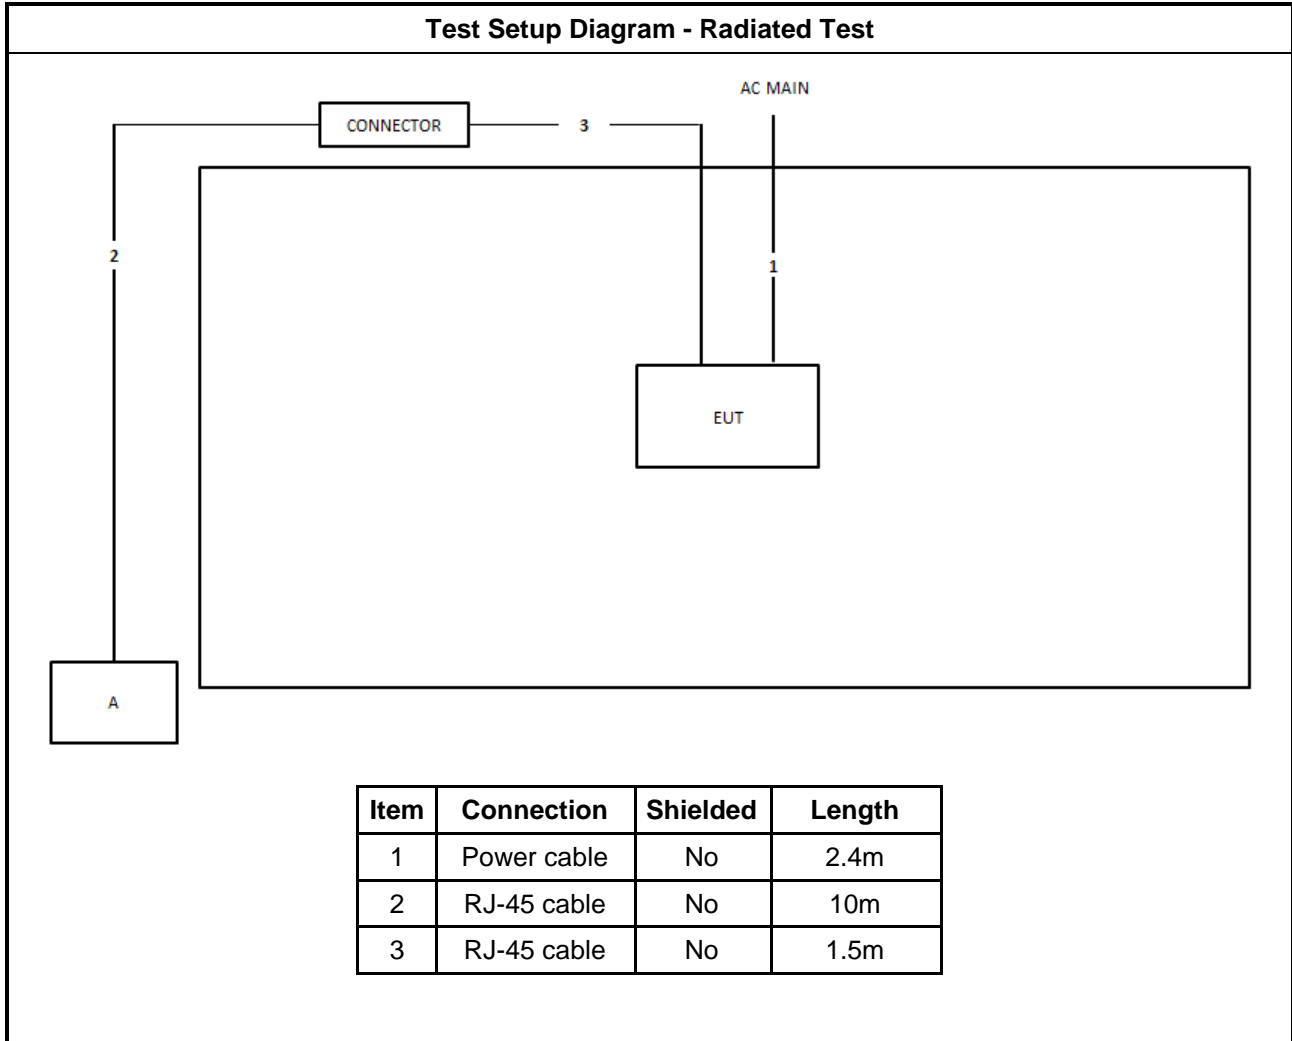 Test Setup Diagram - Radiated Test
AC MAIN
CONNECTOR
3
2
1
EUT
A
Item Connection Shielded Length
1 Power cable No 2.4m
2 RJ-45 cable No 10m
3 RJ-45 cable No 1.5m